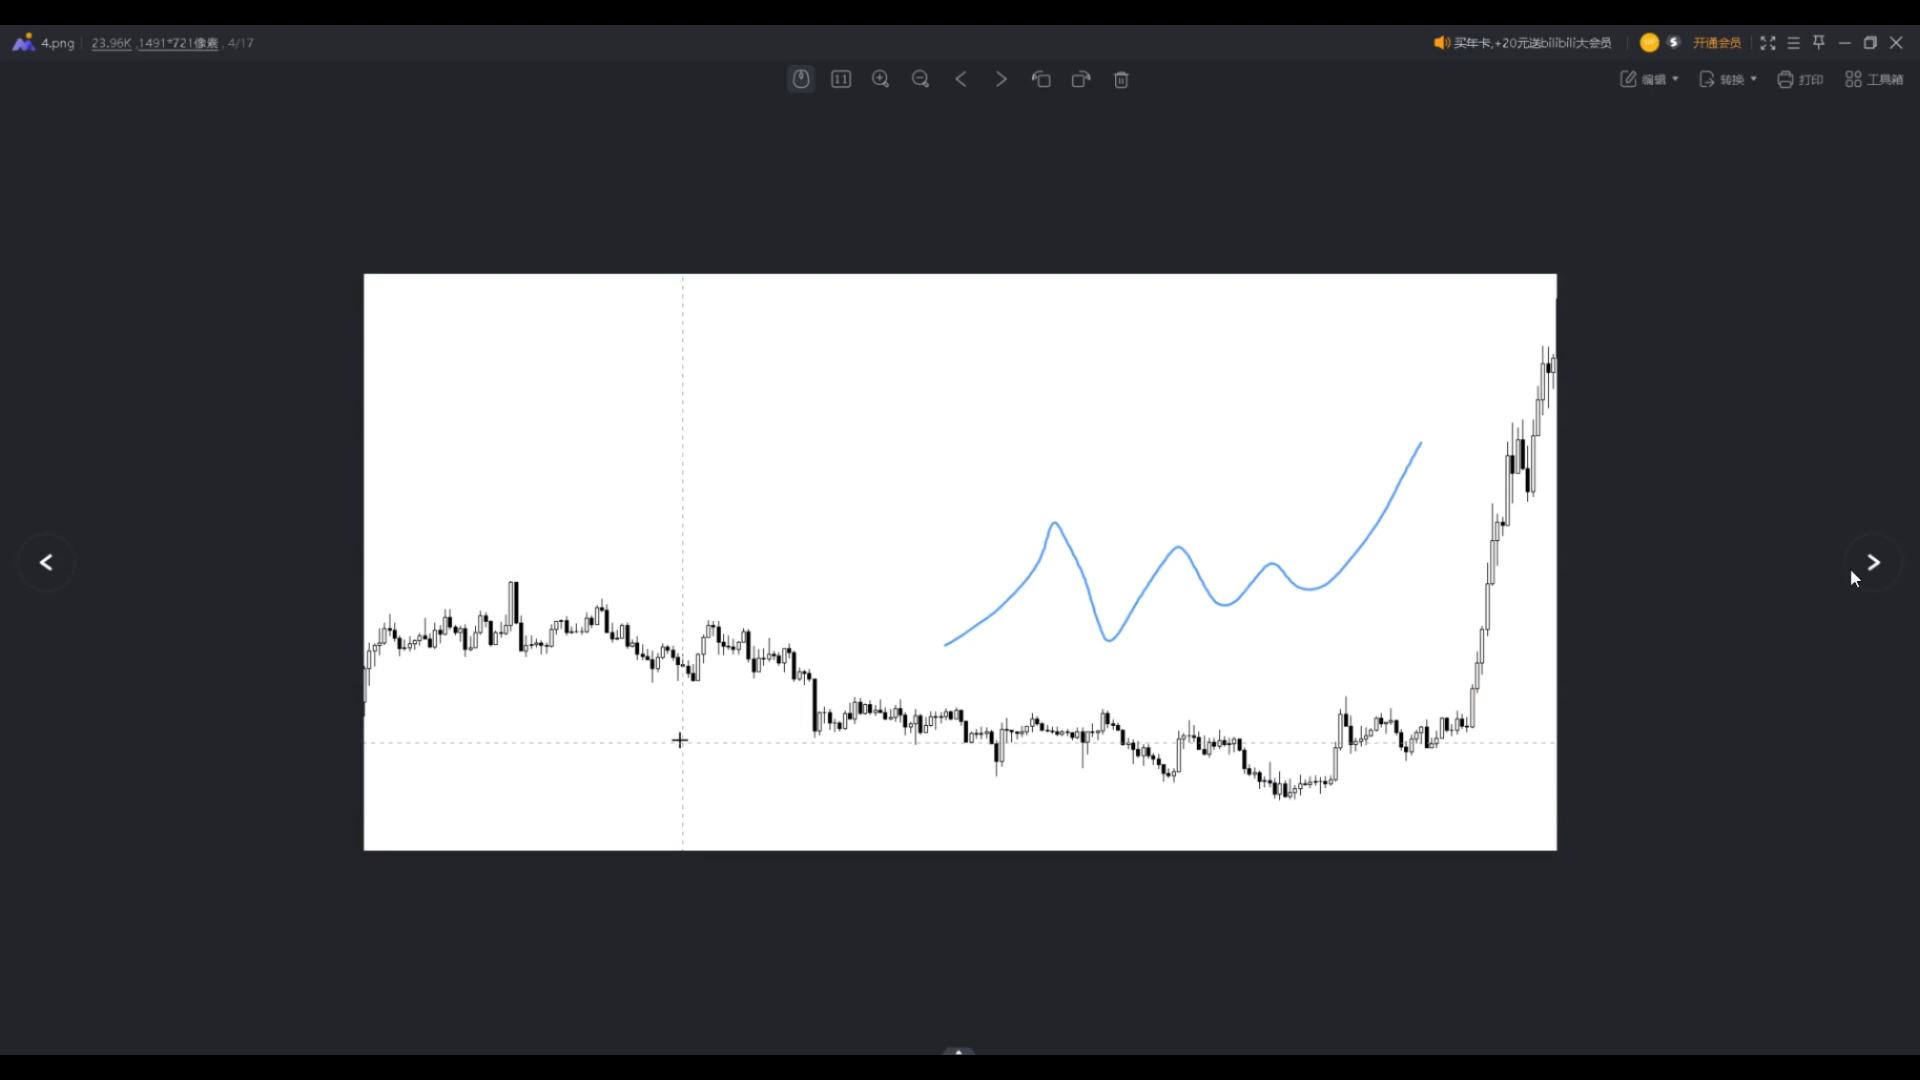 4.png 23.96K ,1491*721像素 , 4/17
买年卡,+20元送bilibili大会员 开通会员
编辑 转换 打印 工具箱